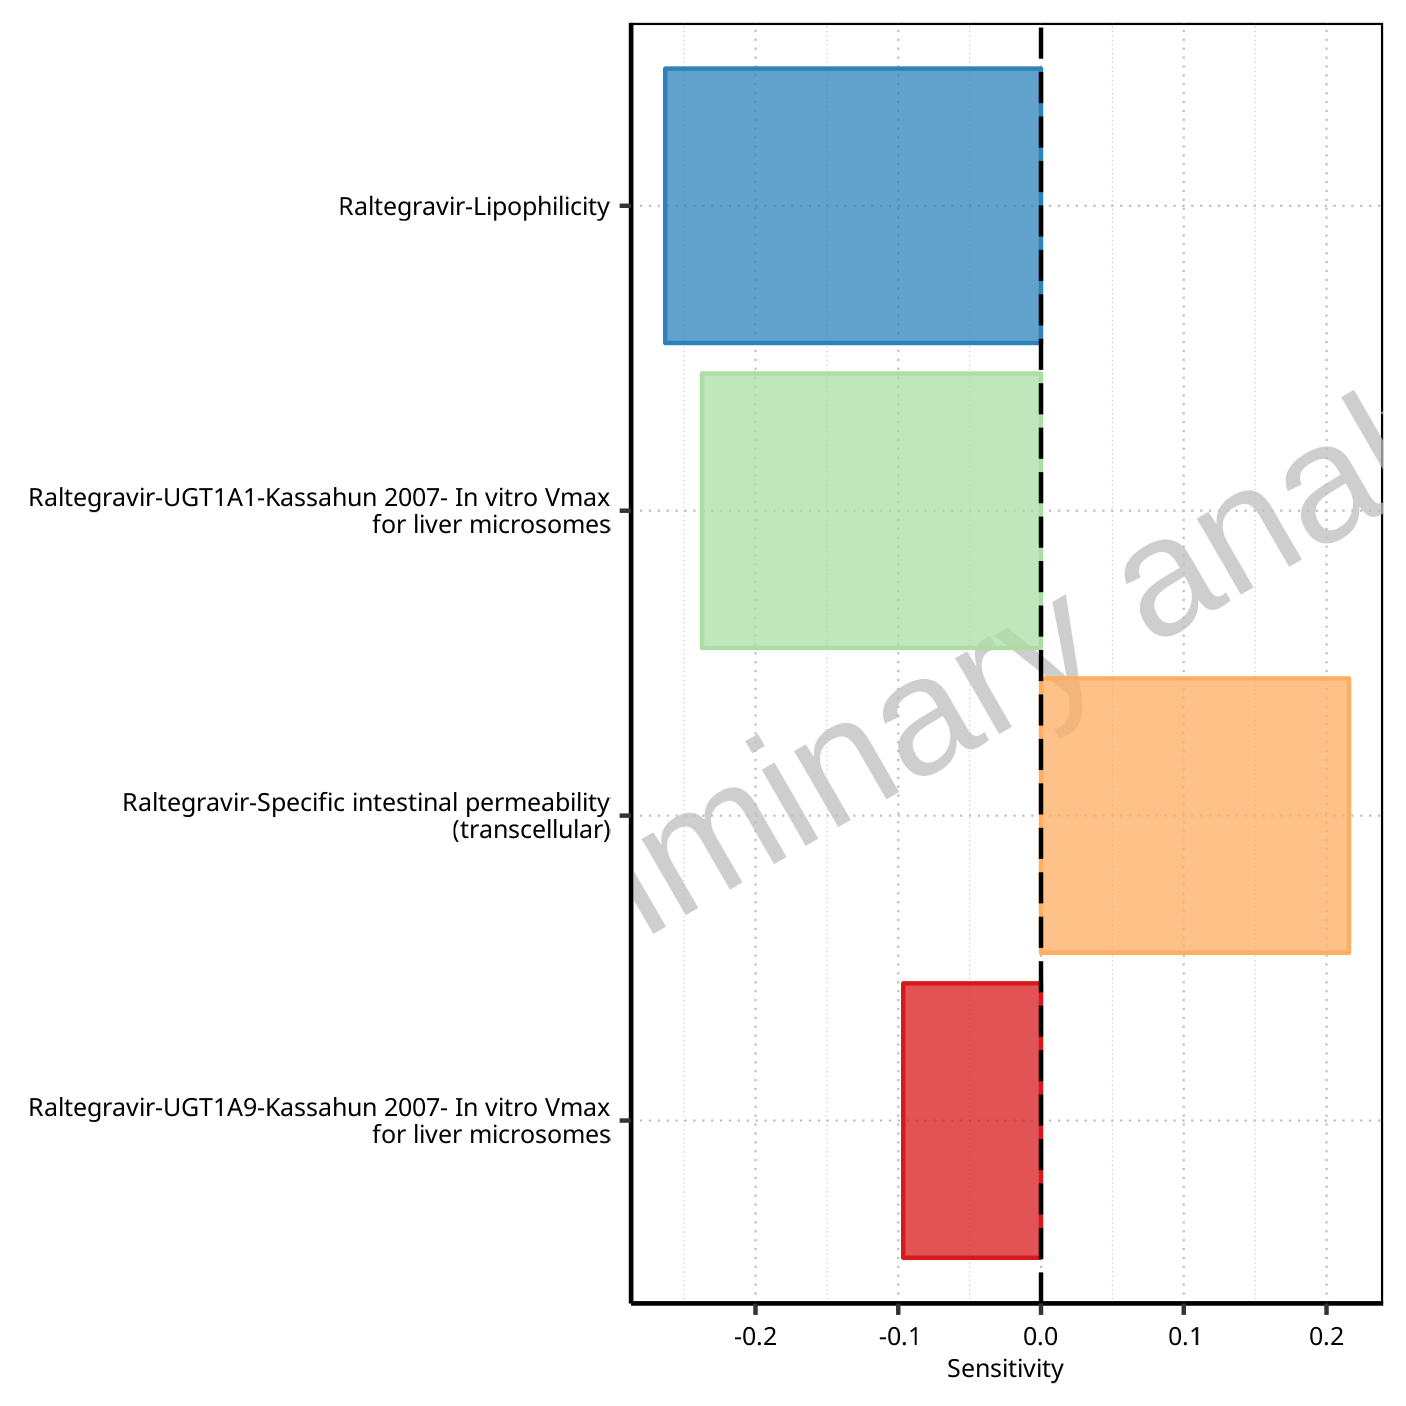 Raltegravir-Lipophilicity
Raltegravir-UGT1A1-Kassahun 2007- In vitro Vmax
for liver microsomes
Raltegravir-Specific intestinal permeability
(transcellular)
Raltegravir-UGT1A9-Kassahun 2007- In vitro Vmax
for liver microsomes
minary anal
-0.2 -0.1 0.0 0.1 0.2
Sensitivity